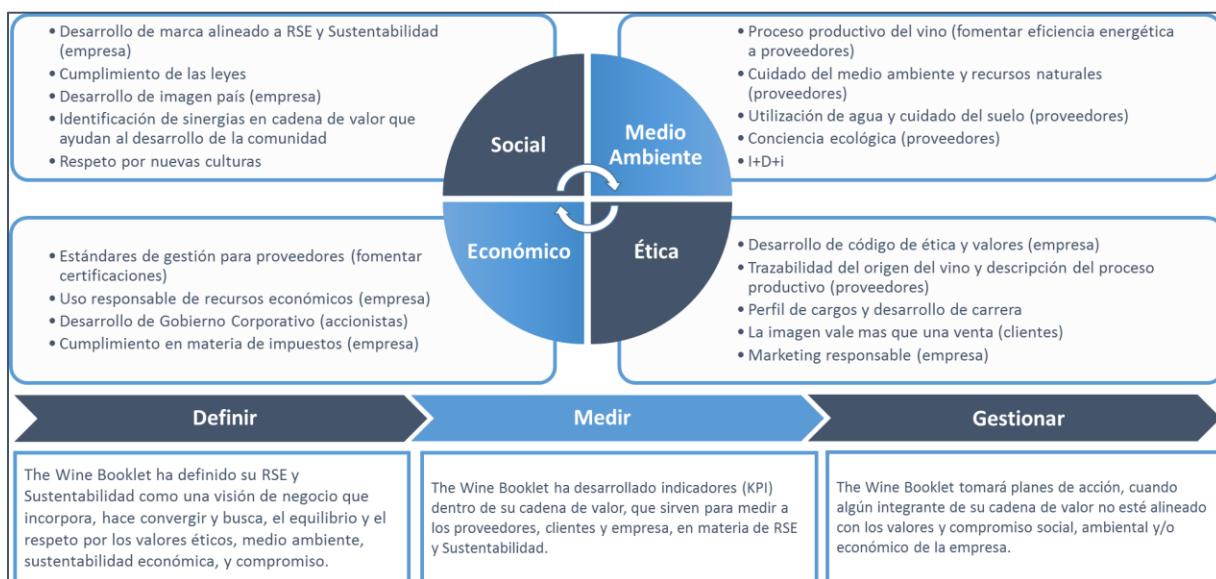 • Desarrollo de marca alineado a RSE y Sustentabilidad
(empresa)
• Cumplimiento de las leyes
• Desarrollo de imagen país (empresa)
• Identificación de sinergias en cadena de valor que
ayudan al desarrollo de la comunidad
• Respeto por nuevas culturas
Social
Medio
Ambiente
• Proceso productivo del vino (fomentar eficiencia energética
a proveedores)
• Cuidado del medio ambiente y recursos naturales
(proveedores)
• Utilización de agua y cuidado del suelo (proveedores)
• Conciencia ecológica (proveedores)
• I+D+i
• Estándares de gestión para proveedores (fomentar
certificaciones)
• Uso responsable de recursos económicos (empresa)
• Desarrollo de Gobierno Corporativo (accionistas)
• Cumplimiento en materia de impuestos (empresa)
Económico
Ética
• Desarrollo de código de ética y valores (empresa)
• Trazabilidad del origen del vino y descripción del proceso
productivo (proveedores)
• Perfil de cargos y desarrollo de carrera
• La imagen vale mas que una venta (clientes)
• Marketing responsable (empresa)
Definir
Medir
Gestionar
The Wine Booklet ha definido su RSE y
Sustentabilidad como una visión de negocio que
incorpora, hace convergir y busca, el equilibrio y el
respeto por los valores éticos, medio ambiente,
sustentabilidad económica, y compromiso.
The Wine Booklet ha desarrollado indicadores (KPI)
dentro de su cadena de valor, que sirven para medir a
los proveedores, clientes y empresa, en materia de RSE
y Sustentabilidad.
The Wine Booklet tomará planes de acción, cuando
algún integrante de su cadena de valor no esté alineado
con los valores y compromiso social, ambiental y/o
económico de la empresa.